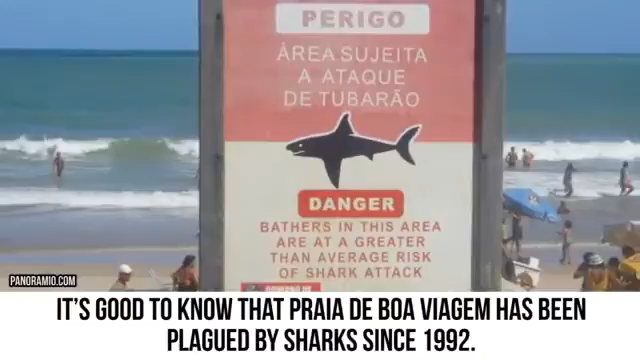 PERIGO
ÁREA SUJEITA
A ATAQUE
DE TUBARÃO
DANGER
BATHERS IN THIS AREA
ARE AT A GREATER
THAN AVERAGE RISK
OF SHARK ATTACK
GOVERNO DE
PANORAMIO.COM
IT'S GOOD TO KNOW THAT PRAIA DE BOA VIAGEM HAS BEEN
PLAGUED BY SHARKS SINCE 1992.